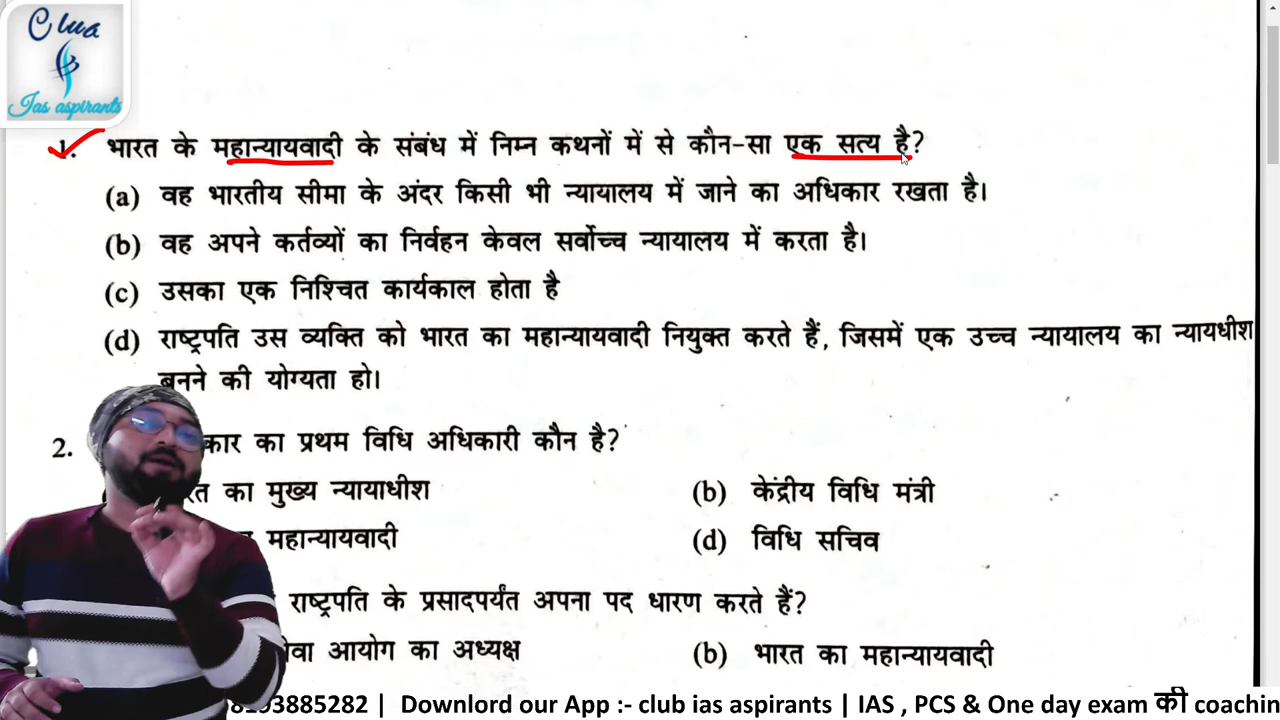 Clua
Ias aspirants
1. भारत के महान्यायवादी के संबंध में निम्न कथनों में से कौन-सा एक सत्य है?
(a) वह भारतीय सीमा के अंदर किसी भी न्यायालय में जाने का अधिकार रखता है।
(b) वह अपने कर्तव्यों का निर्वहन केवल सर्वोच्च न्यायालय में करता है।
(c) उसका एक निश्चित कार्यकाल होता है
(d) राष्ट्रपति उस व्यक्ति को भारत का महान्यायवादी नियुक्त करते हैं, जिसमें एक उच्च न्यायालय का न्यायधीश
बनने की योग्यता हो।
2. कार का प्रथम विधि अधिकारी कौन है?
का मुख्य न्यायाधीश (b) केंद्रीय विधि मंत्री
महान्यायवादी (d) विधि सचिव
राष्ट्रपति के प्रसादपर्यंत अपना पद धारण करते हैं?
आयोग का अध्यक्ष (b) भारत का महान्यायवादी
3885282 | Downlord our App :- club ias aspirants | IAS , PCS & One day exam की coachin